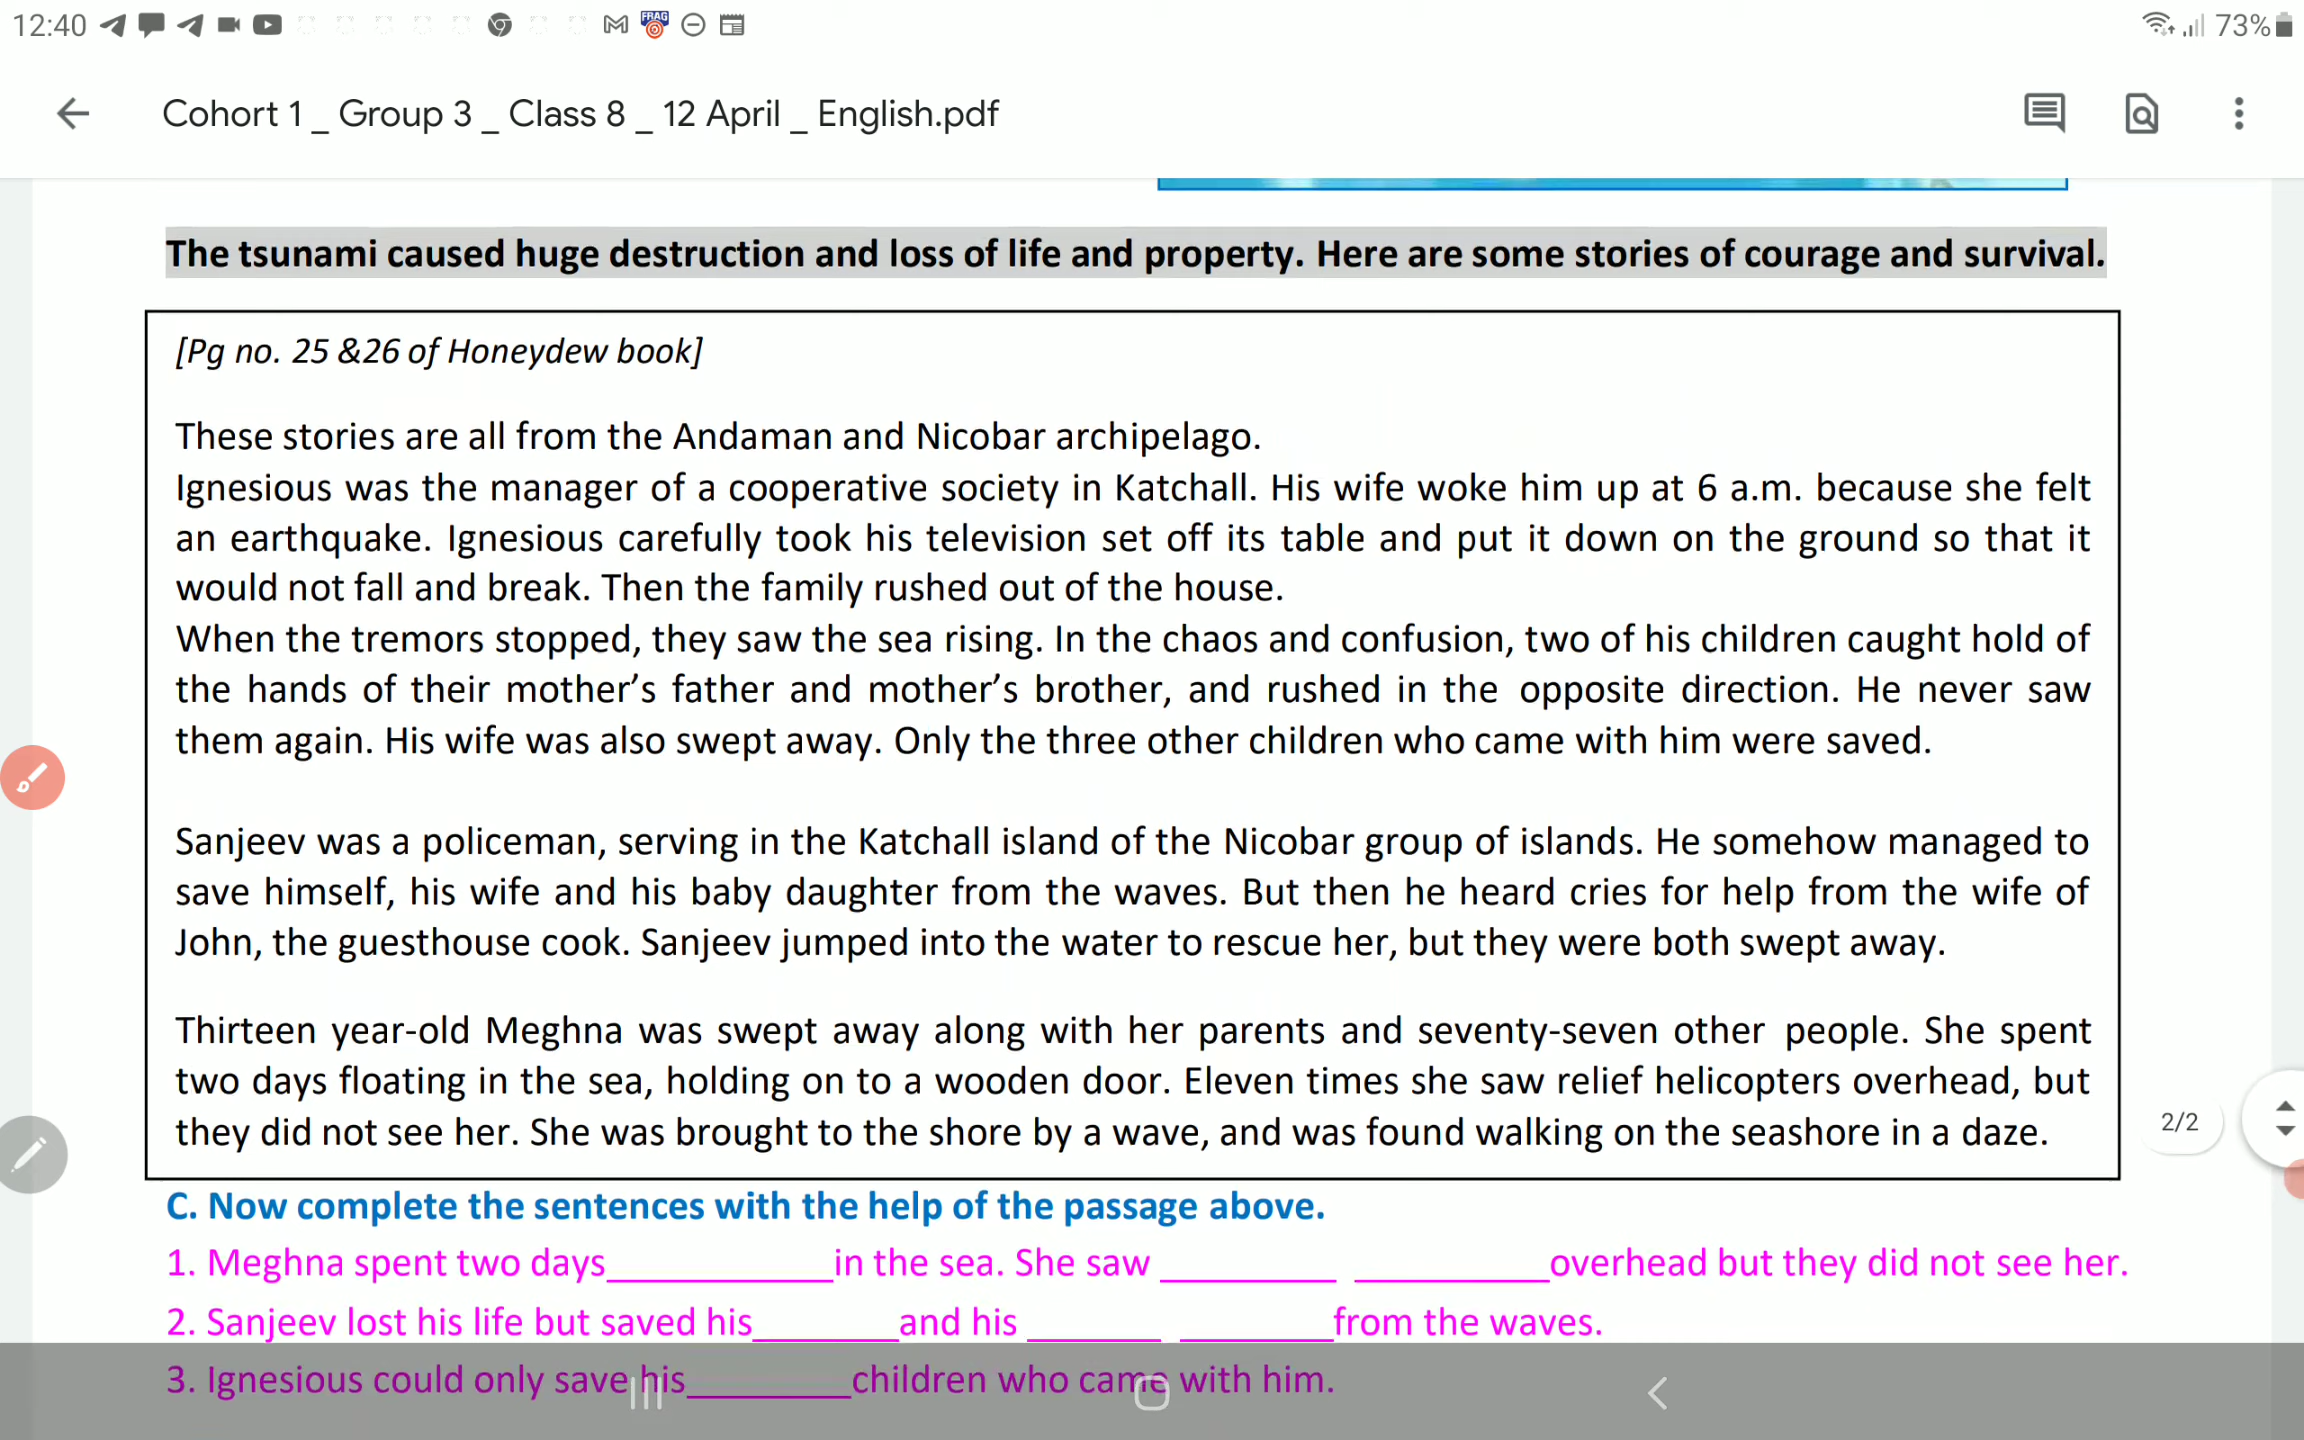 12:40
FRAG
73%
Cohort 1 _ Group 3 _ Class 8 _ 12 April _ English.pdf
The tsunami caused huge destruction and loss of life and property. Here are some stories of courage and survival.
[Pg no. 25 &26 of Honeydew book]
These stories are all from the Andaman and Nicobar archipelago.
Ignesious was the manager of a cooperative society in Katchall. His wife woke him up at 6 a.m. because she felt
an earthquake. Ignesious carefully took his television set off its table and put it down on the ground so that it
would not fall and break. Then the family rushed out of the house.
When the tremors stopped, they saw the sea rising. In the chaos and confusion, two of his children caught hold of
the hands of their mother’s father and mother’s brother, and rushed in the opposite direction. He never saw
them again. His wife was also swept away. Only the three other children who came with him were saved.
Sanjeev was a policeman, serving in the Katchall island of the Nicobar group of islands. He somehow managed to
save himself, his wife and his baby daughter from the waves. But then he heard cries for help from the wife of
John, the guesthouse cook. Sanjeev jumped into the water to rescue her, but they were both swept away.
Thirteen year-old Meghna was swept away along with her parents and seventy-seven other people. She spent
two days floating in the sea, holding on to a wooden door. Eleven times she saw relief helicopters overhead, but
they did not see her. She was brought to the shore by a wave, and was found walking on the seashore in a daze.
2/2
C. Now complete the sentences with the help of the passage above.
1. Meghna spent two days___________in the sea. She saw _________ __________overhead but they did not see her.
2. Sanjeev lost his life but saved his_______and his _______ ________from the waves.
3. Ignesious could only save his________children who came with him.